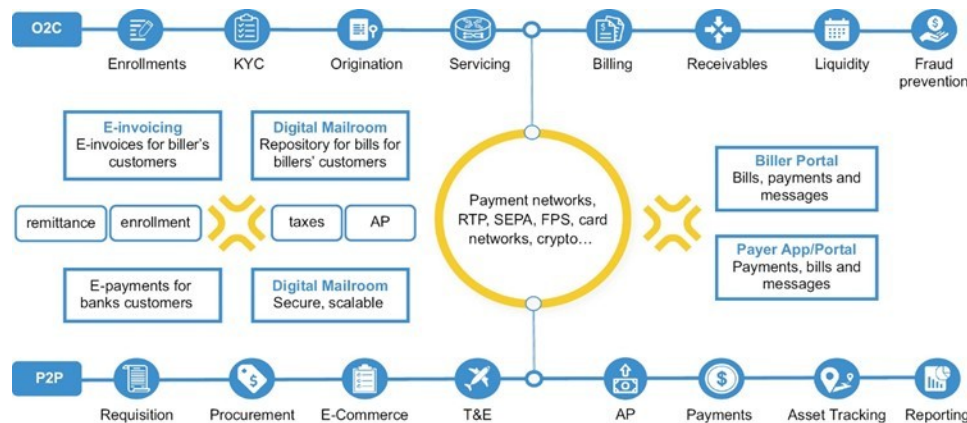 O2C
Enrollments
KYC
Origination
Servicing
Billing
Receivables
Liquidity
Fraud
prevention
E-invoicing
E-invoices for biller's
customers
Digital Mailroom
Repository for bills for
billers' customers
remittance
enrollment
taxes
AP
E-payments for
banks customers
Digital Mailroom
Secure, scalable
Payment networks,
RTP, SEPA, FPS, card
networks, crypto...
Biller Portal
Bills, payments and
messages
Payer App/Portal
Payments, bills and
messages
P2P
Requisition
Procurement
E-Commerce
T&E
AP
Payments
Asset Tracking
Reporting